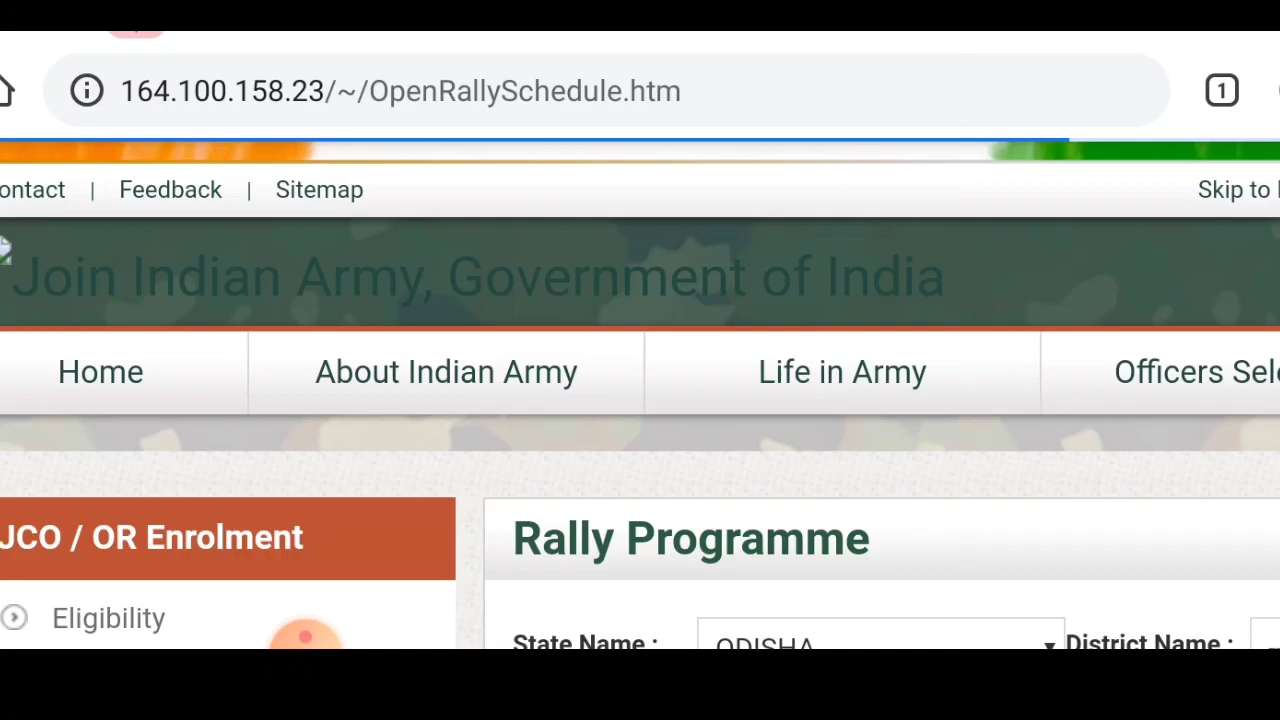 164.100.158.23/~/OpenRallySchedule.htm
1
ontact | Feedback | Sitemap
Skip to
Join Indian Army, Government of India
Home
About Indian Army
Life in Army
Officers Sele
JCO / OR Enrolment
Rally Programme
Eligibility
State Name :
ODISHA
District Name :